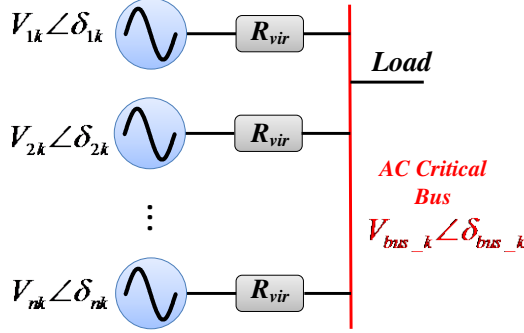 V1k∠δ1k
Rvir
Load
V2k∠δ2k
Rvir
AC Critical
Bus
Vbus_k∠δbus_k
⋮
Vnk∠δnk
Rvir